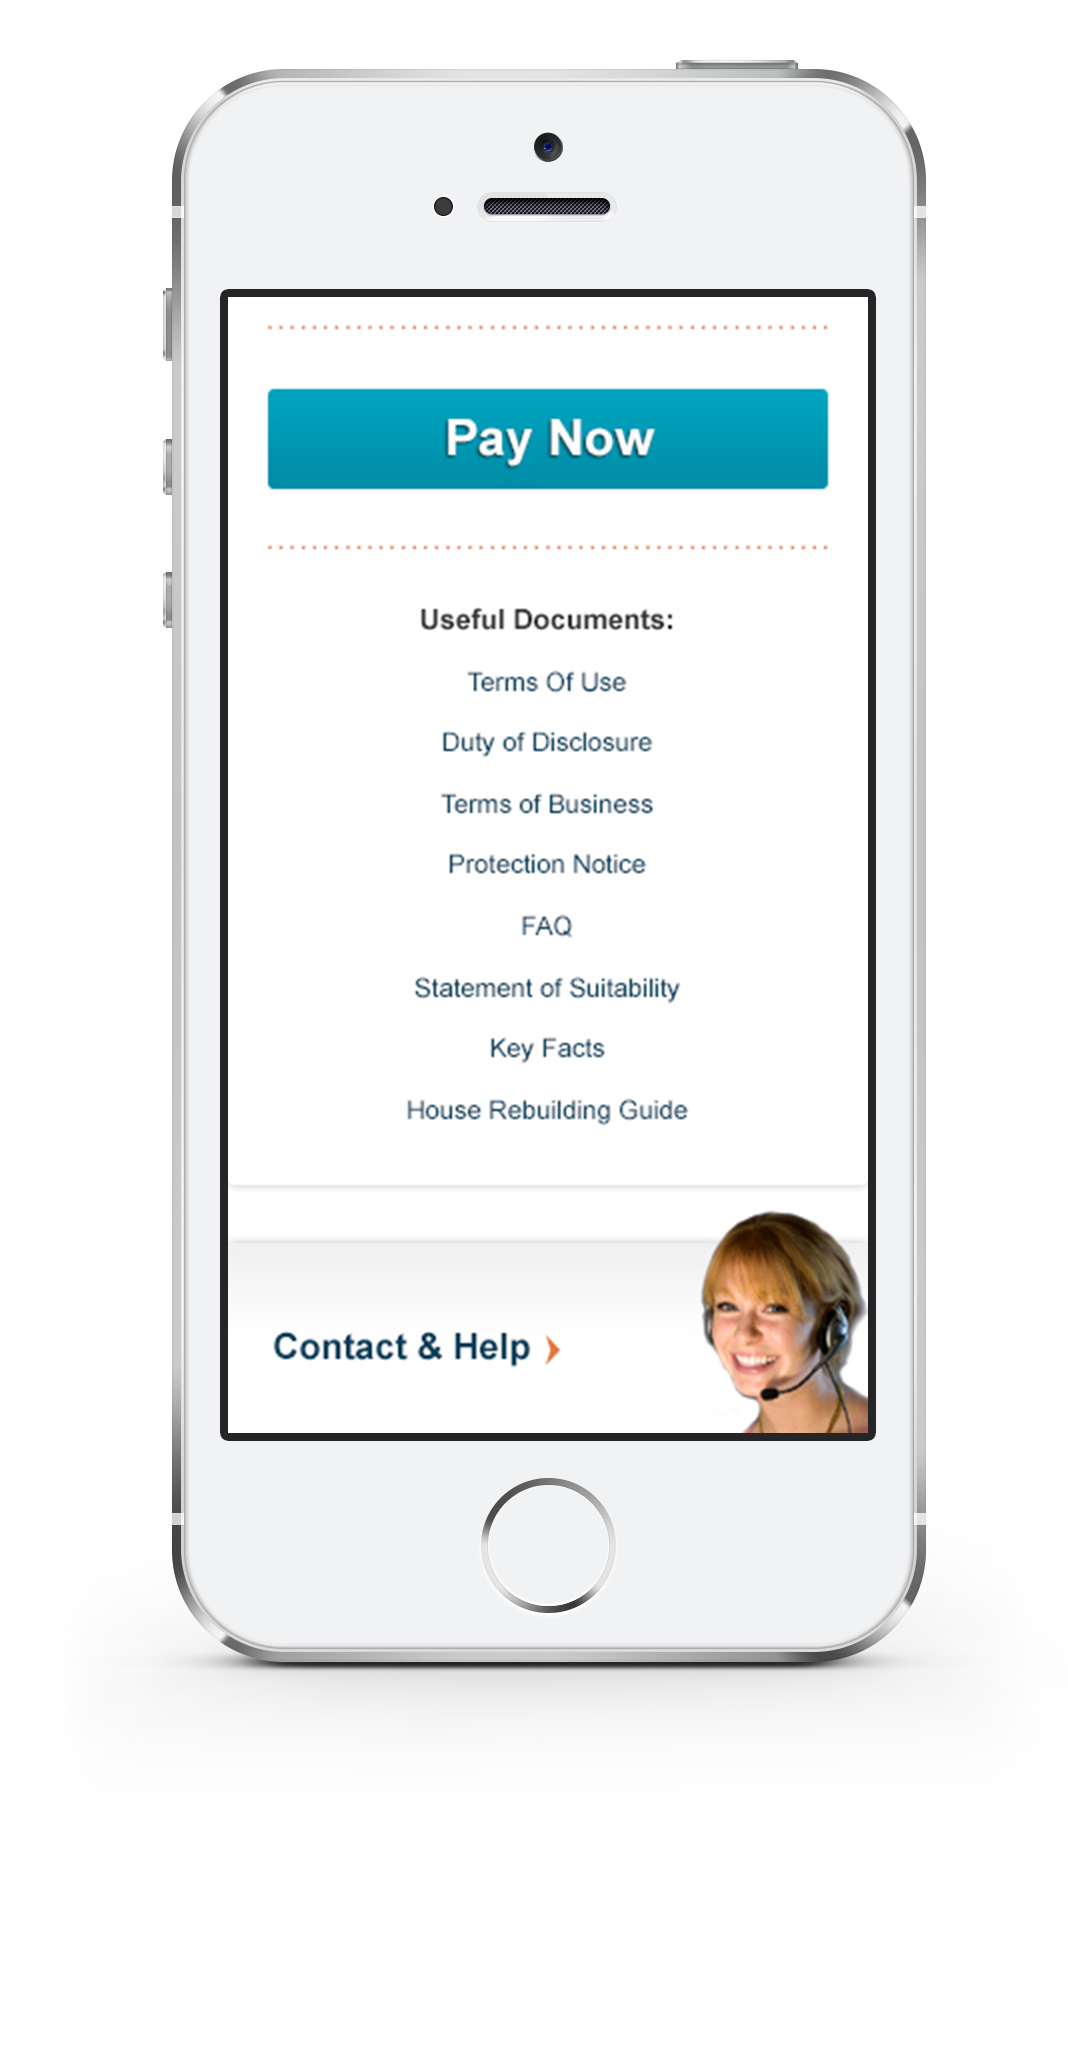 Pay Now
Useful Documents:
Terms Of Use
Duty of Disclosure
Terms of Business
Protection Notice
FAQ
Statement of Suitability
Key Facts
House Rebuilding Guide
Contact & Help